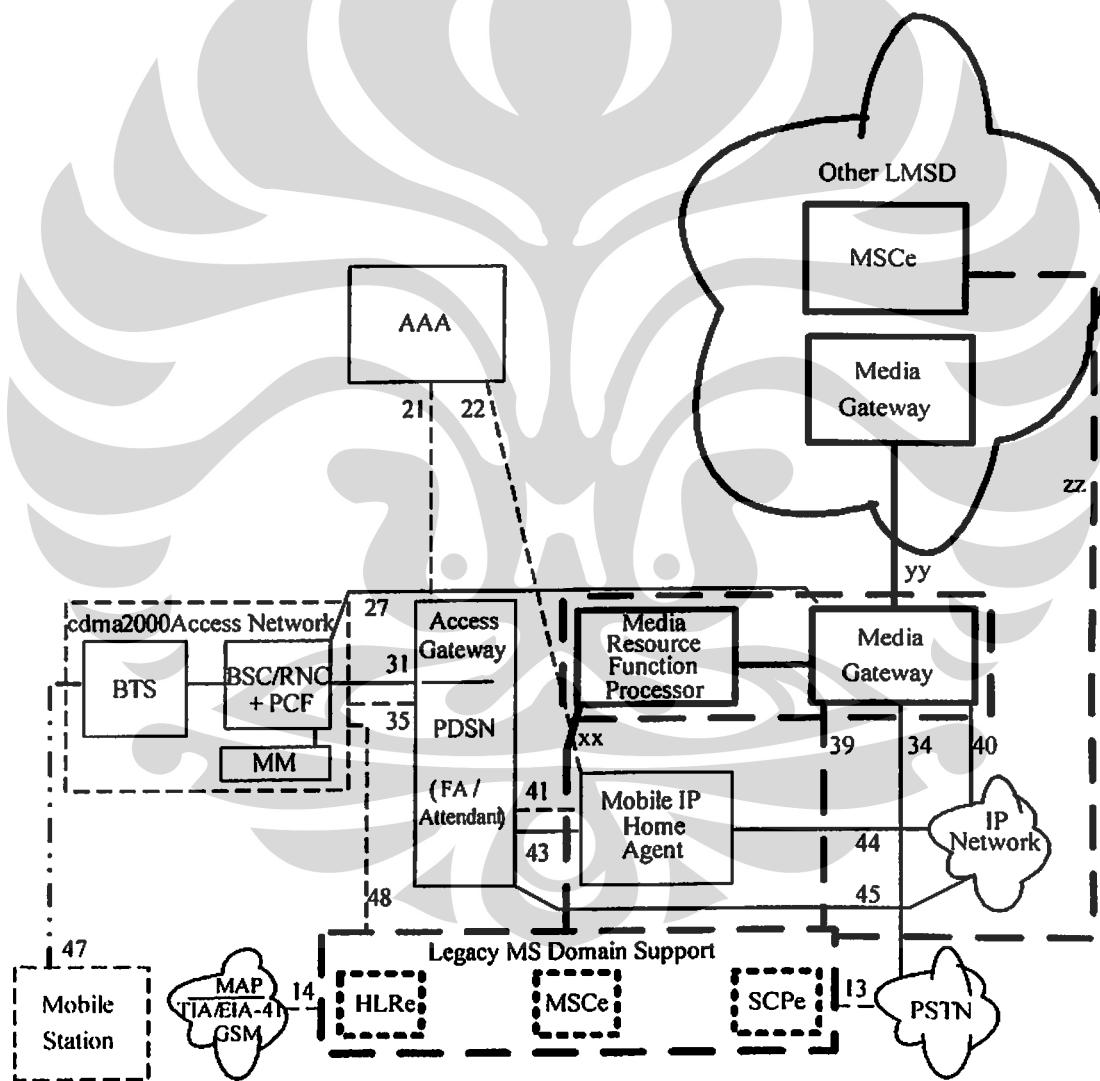 Other LMSD
MSCe
AAA
Media
Gateway
21
22
zz
yy
27
cdma2000Access Network
BTS
BSC/RNC
+ PCF
MM
31
35
Access
Gateway
PDSN
(FA /
Attendant)
Media
Resource
Function
Processor
Media
Gateway
xx
39
34
40
41
43
Mobile IP
Home
Agent
44
IP
Network
45
48
47
Legacy MS Domain Support
Mobile
Station
MAP
TIA/EIA-41
GSM
14
HLRe
MSCe
SCPe
13
PSTN